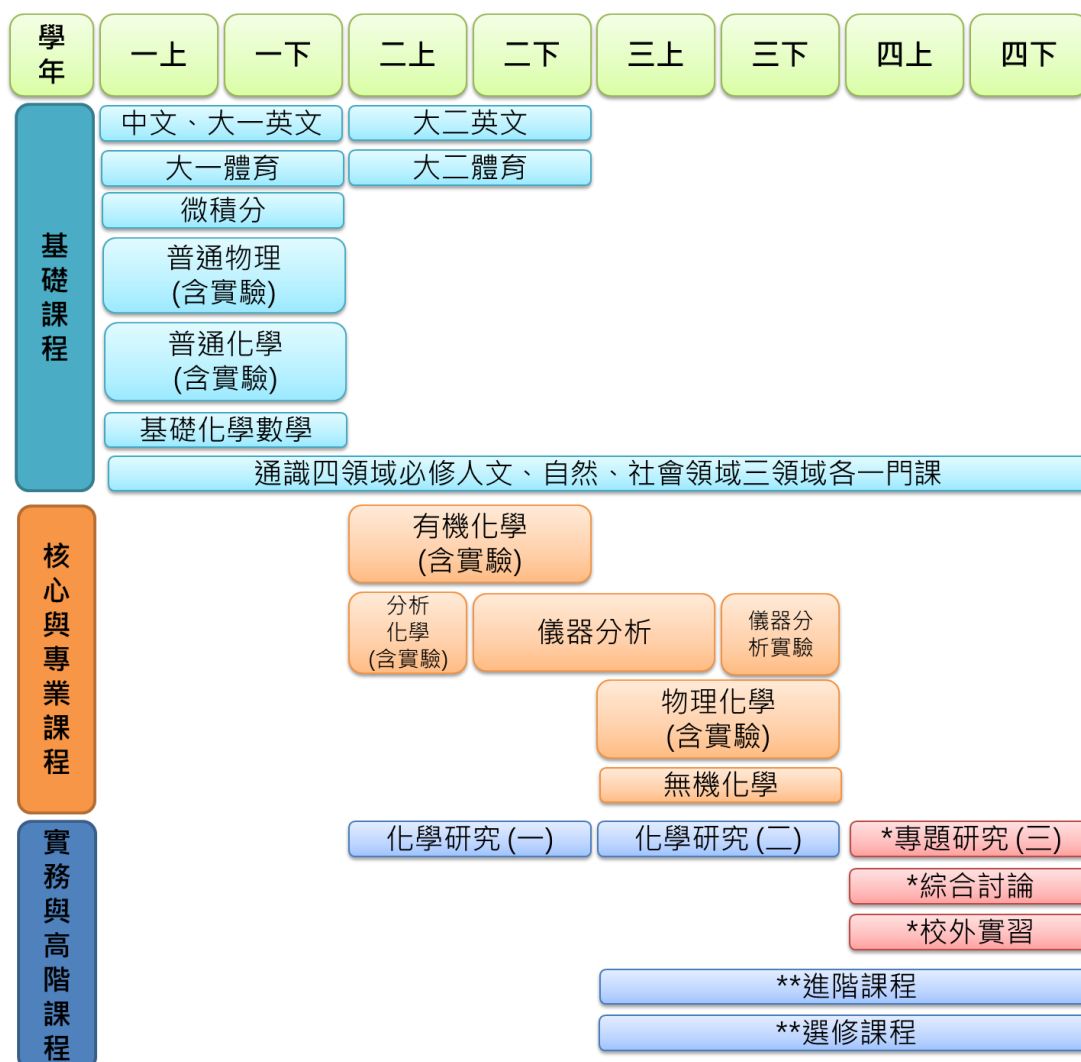 學年
一上
一下
二上
二下
三上
三下
四上
四下
基礎課程
中文、大一英文
大二英文
大一體育
大二體育
微積分
普通物理
(含實驗)
普通化學
(含實驗)
基礎化學數學
通識四領域必修人文、自然、社會領域三領域各一門課
核心與專業課程
有機化學
(含實驗)
分析
化學
(含實驗)
儀器分析
儀器分
析實驗
物理化學
(含實驗)
無機化學
實務與高階課程
化學研究 (一)
化學研究 (二)
*專題研究 (三)
*綜合討論
*校外實習
**進階課程
**選修課程